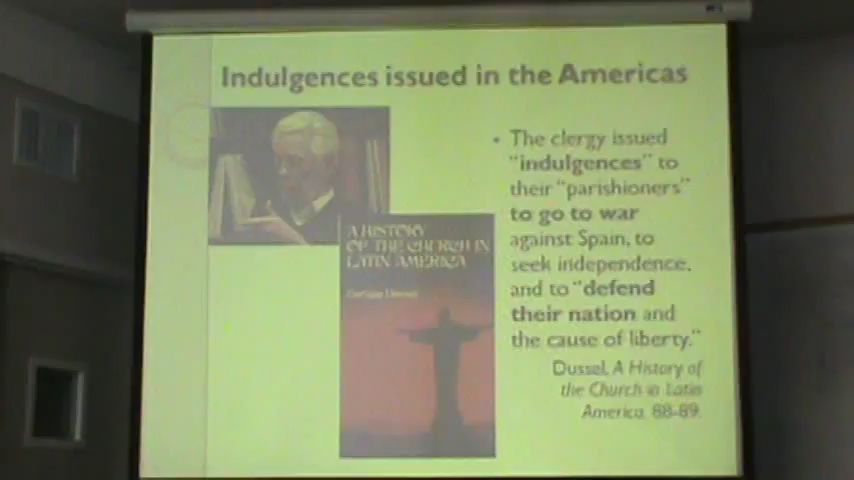 Indulgences issued in the Americas
• The clergy issued
"indulgences" to
their "parishioners"
to go to war
against Spain, to
seek independence,
and to "defend
their nation and
the cause of liberty."
Dussel, A History of
the Church in Latin
America, 88-89.
A HISTORY
OF THE CHURCH IN
LATIN AMERICA
Enrique Dussel